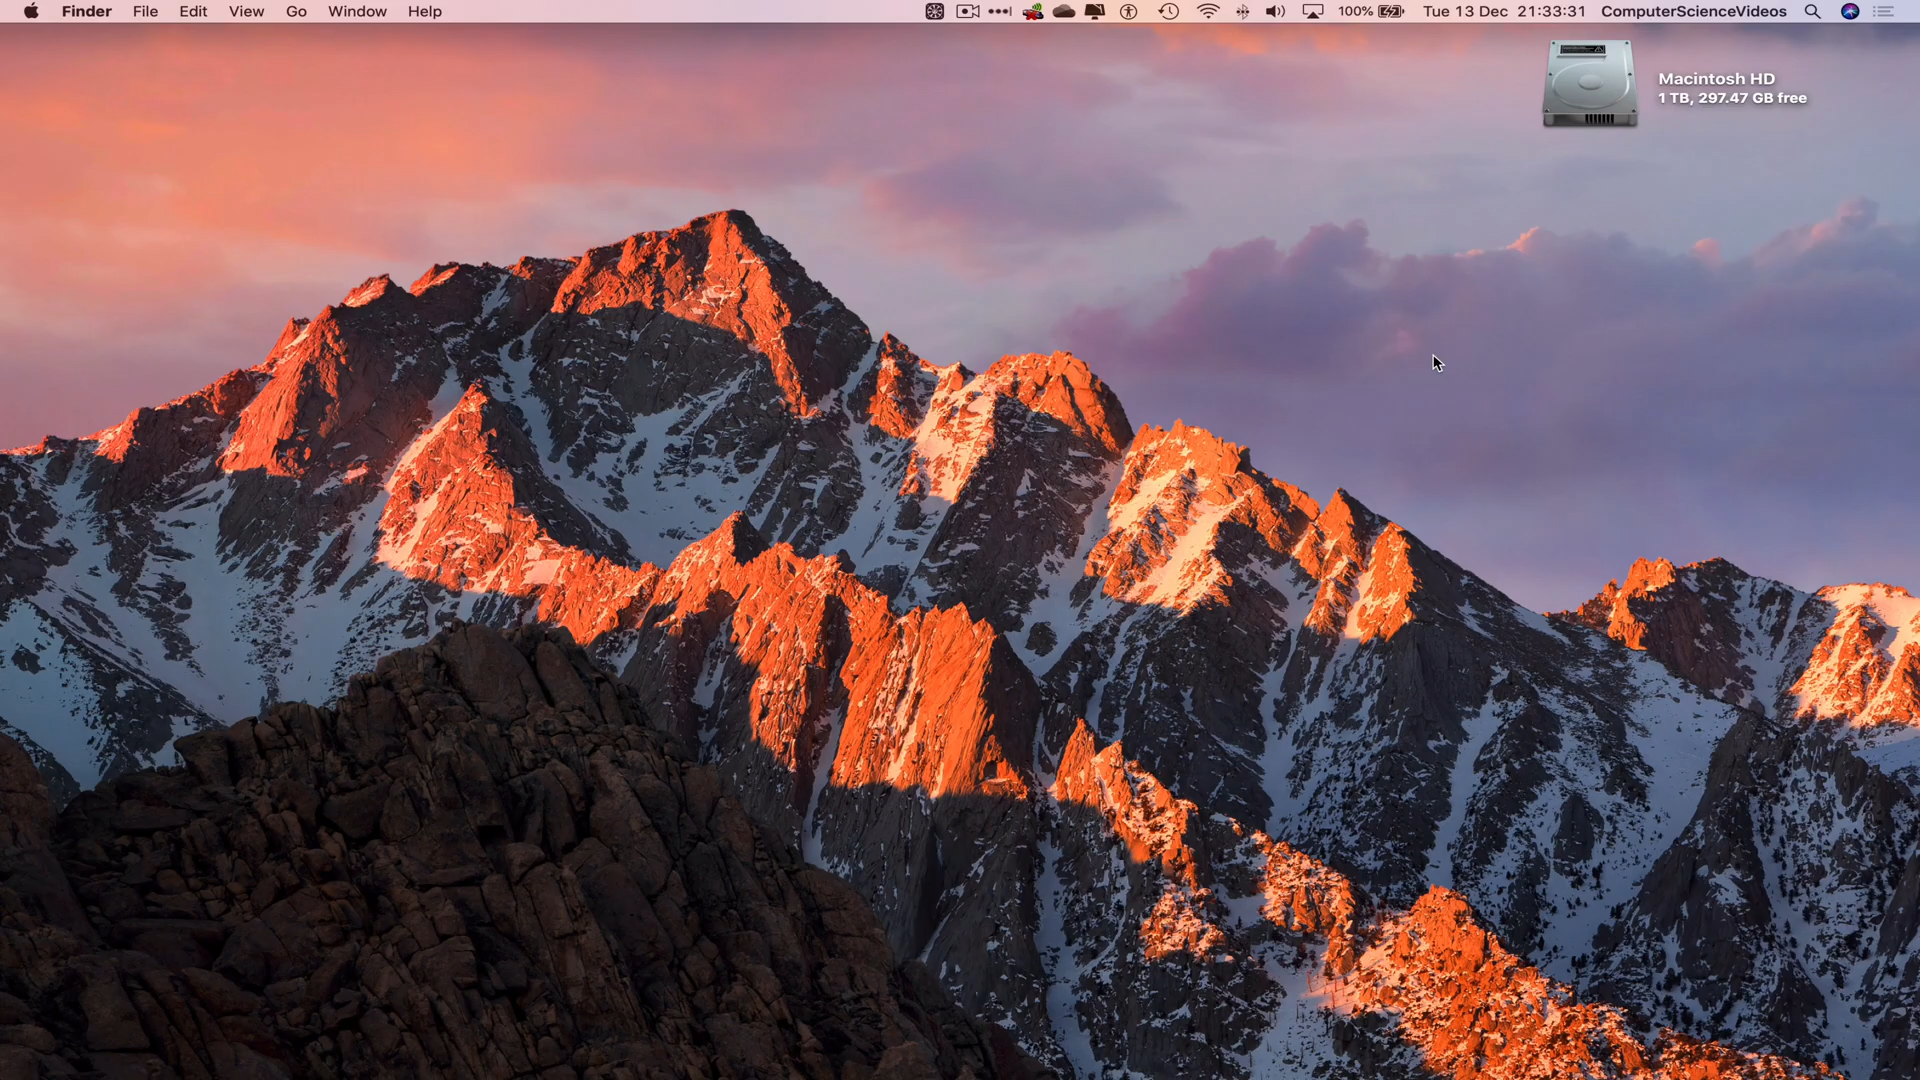 Finder File Edit View Go Window Help 100% Tue 13 Dec 21:33:31 ComputerScienceVideos
Macintosh HD
1 TB, 297.47 GB free